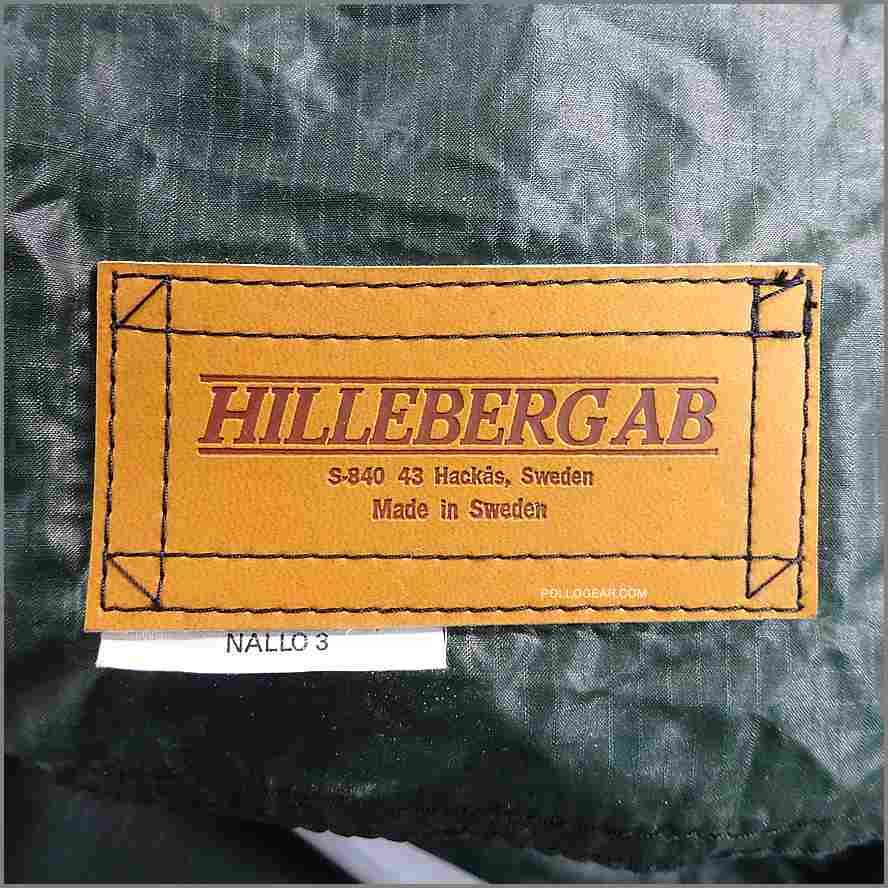 HILLEBERG AB
S-840 43 Hackås, Sweden
Made in Sweden
POLLOGEAR.COM
NALLO 3